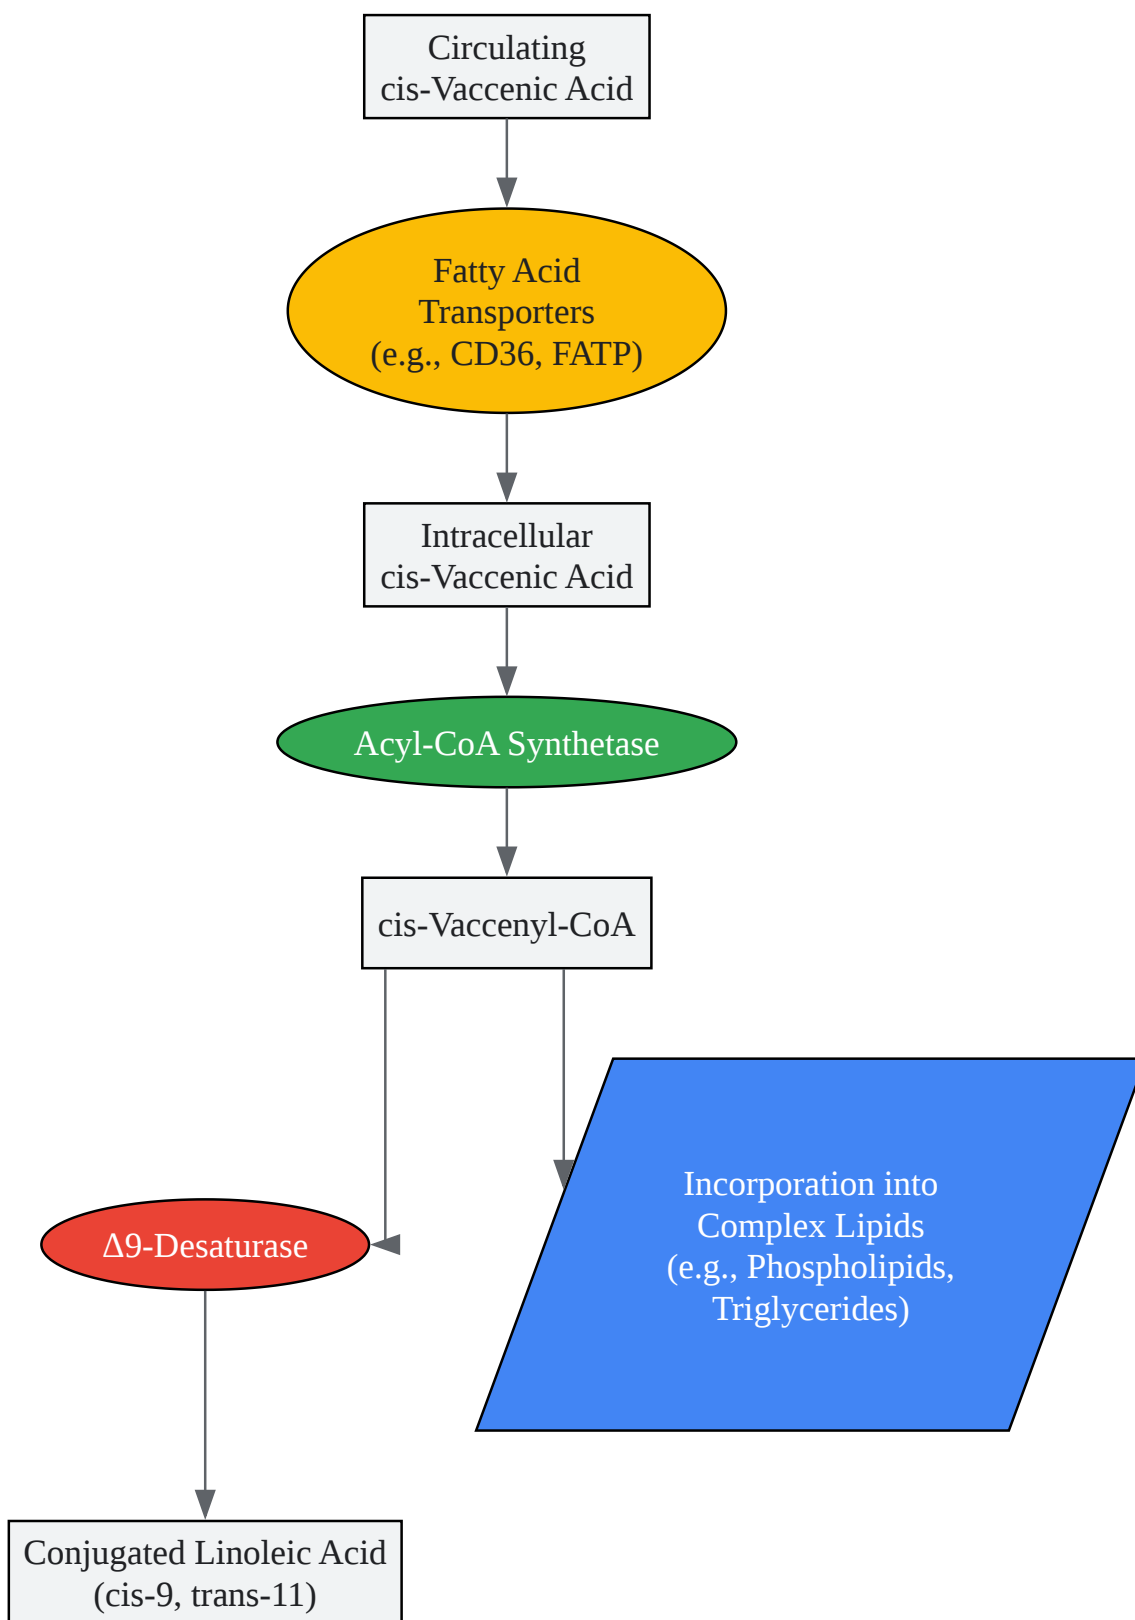 Circulating
cis-Vaccenic Acid
Fatty Acid
Transporters
(e.g., CD36, FATP)
Intracellular
cis-Vaccenic Acid
Acyl-CoA Synthetase
cis-Vaccenyl-CoA
Incorporation into
Complex Lipids
(e.g., Phospholipids,
Triglycerides)
Δ9-Desaturase
Conjugated Linoleic Acid
(cis-9, trans-11)